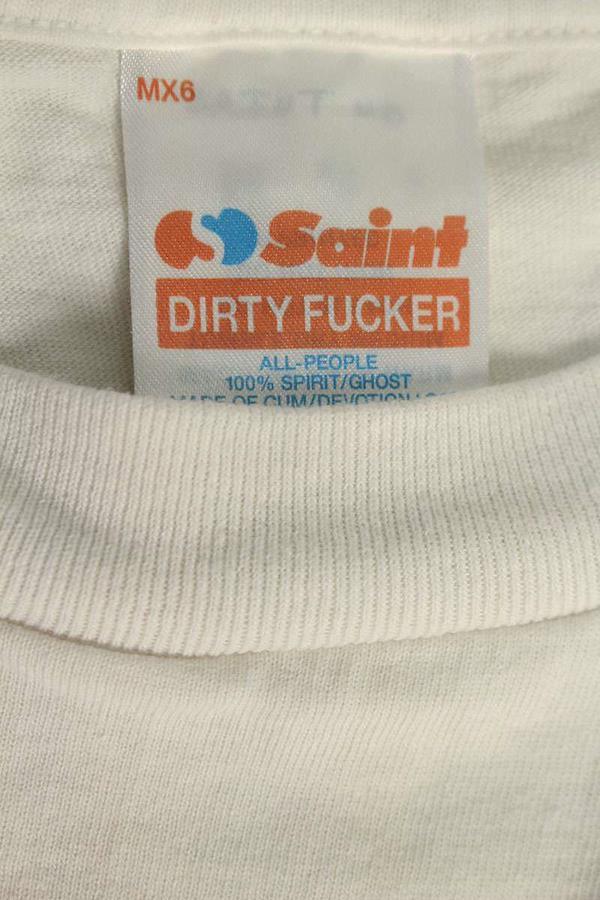 MX6
Saint
DIRTY FUCKER
ALL-PEOPLE
100% SPIRIT/GHOST
MADE OF CUM/DEVOTION